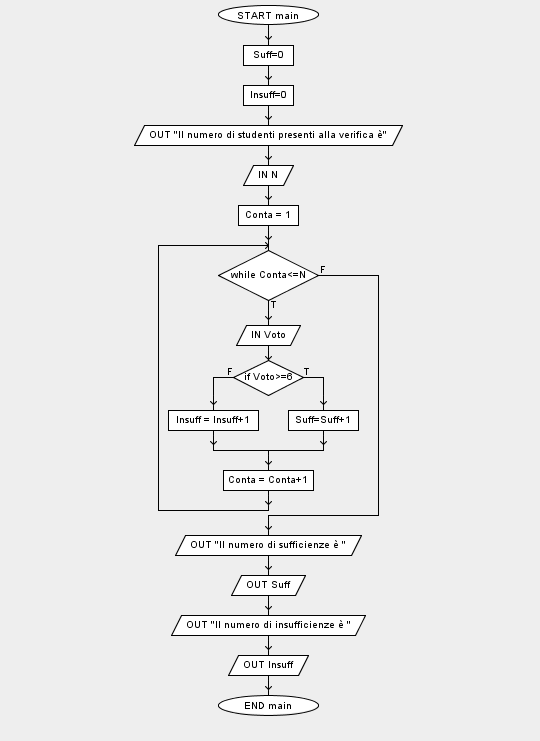 START main
Suff=0
Insuff=0
OUT "Il numero di studenti presenti alla verifica è"
IN N
Conta = 1
while Conta<=N
F
T
IN Voto
F
if Voto>=6
T
Insuff = Insuff+1
Suff=Suff+1
Conta = Conta+1
OUT "Il numero di sufficienze è "
OUT Suff
OUT "Il numero di insufficienze è "
OUT Insuff
END main